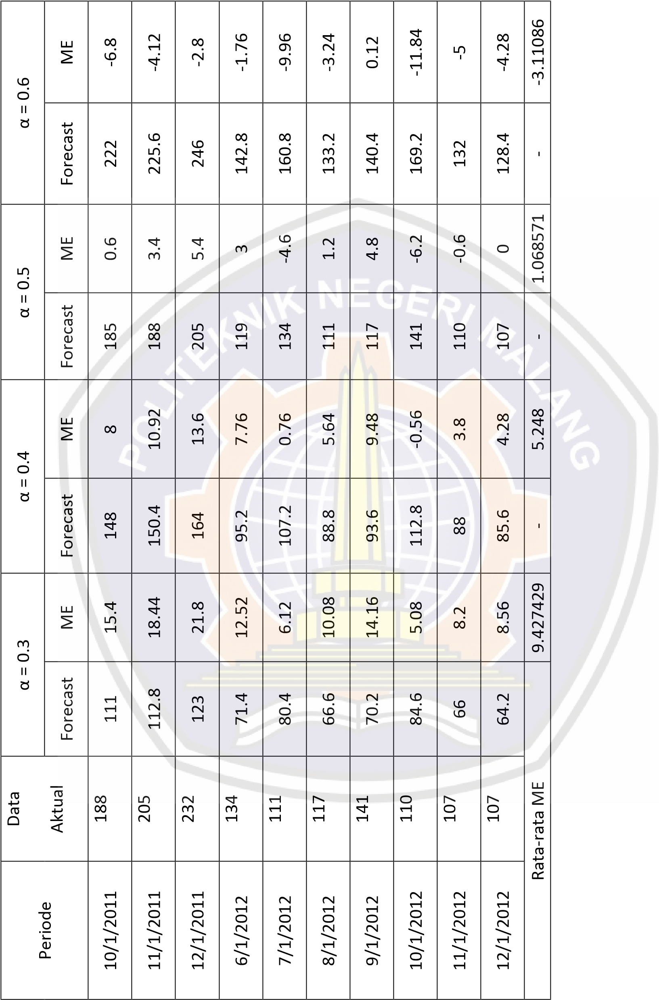 Periode Data α = 0.3 α = 0.4 α = 0.5 α = 0.6
Aktual Forecast ME Forecast ME Forecast ME Forecast ME
10/1/2011 188 111 15.4 148 8 185 0.6 222 -6.8
11/1/2011 205 112.8 18.44 150.4 10.92 188 3.4 225.6 -4.12
12/1/2011 232 123 21.8 164 13.6 205 5.4 246 -2.8
6/1/2012 134 71.4 12.52 95.2 7.76 119 3 142.8 -1.76
7/1/2012 111 80.4 6.12 107.2 0.76 134 -4.6 160.8 -9.96
8/1/2012 117 66.6 10.08 88.8 5.64 111 1.2 133.2 -3.24
9/1/2012 141 70.2 14.16 93.6 9.48 117 4.8 140.4 0.12
10/1/2012 110 84.6 5.08 112.8 -0.56 141 -6.2 169.2 -11.84
11/1/2012 107 66 8.2 88 3.8 110 -0.6 132 -5
12/1/2012 107 64.2 8.56 85.6 4.28 107 0 128.4 -4.28
Rata-rata ME 9.427429 - 5.248 - 1.068571 - -3.11086
POLITEKNIK NEGERI MALANG